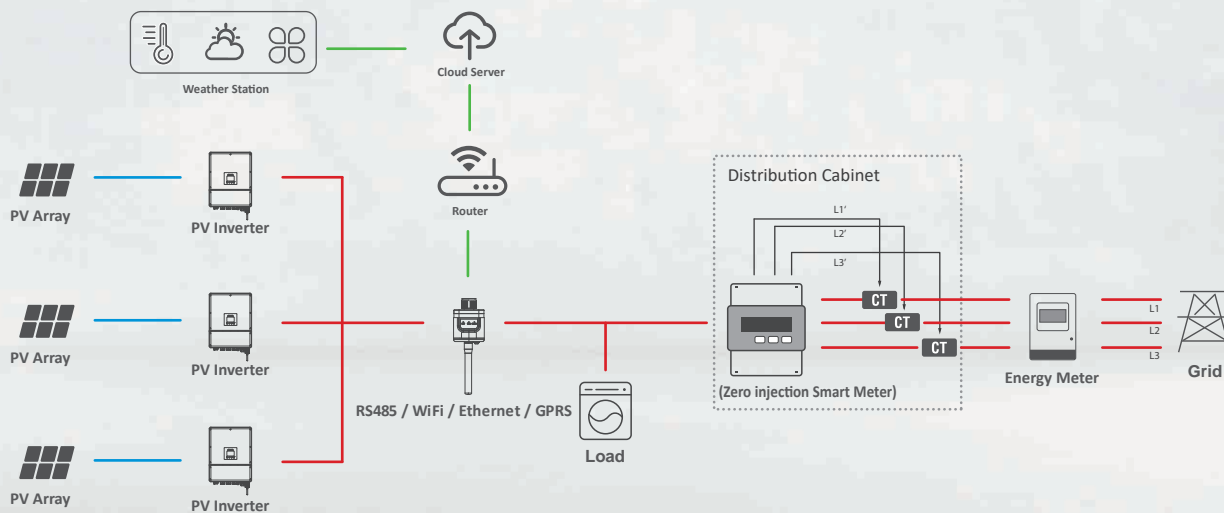 Weather Station
Cloud Server
Router
PV Array
PV Inverter
PV Array
PV Inverter
PV Array
PV Inverter
RS485 / WiFi / Ethernet / GPRS
Load
Distribution Cabinet
L1'
L2'
L3'
CT
CT
CT
(Zero injection Smart Meter)
Energy Meter
L1
L2
L3
Grid